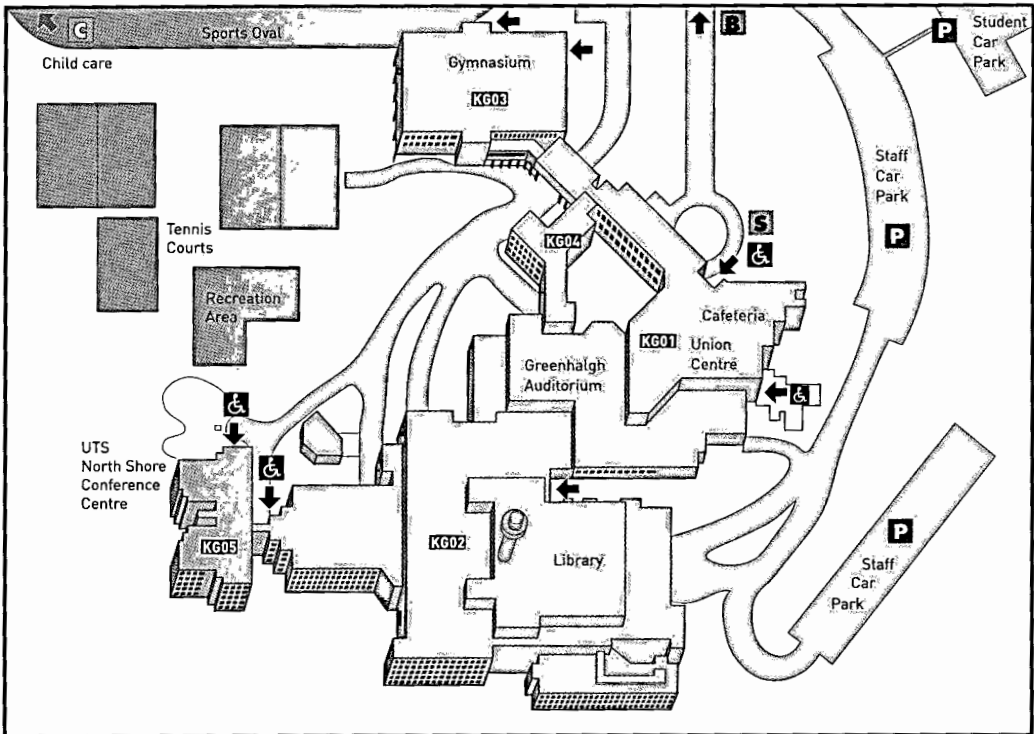 C
Sports Oval
Child care
Gymnasium
KG03
B
P
Student
Car
Park
Staff
Car
Park
P
Tennis
Courts
KG04
S
Recreation
Area
Cafeteria
KG01
Union
Centre
Greenhalgh
Auditorium
UTS
North Shore
Conference
Centre
KG05
KG02
Library
P
Staff
Car
Park